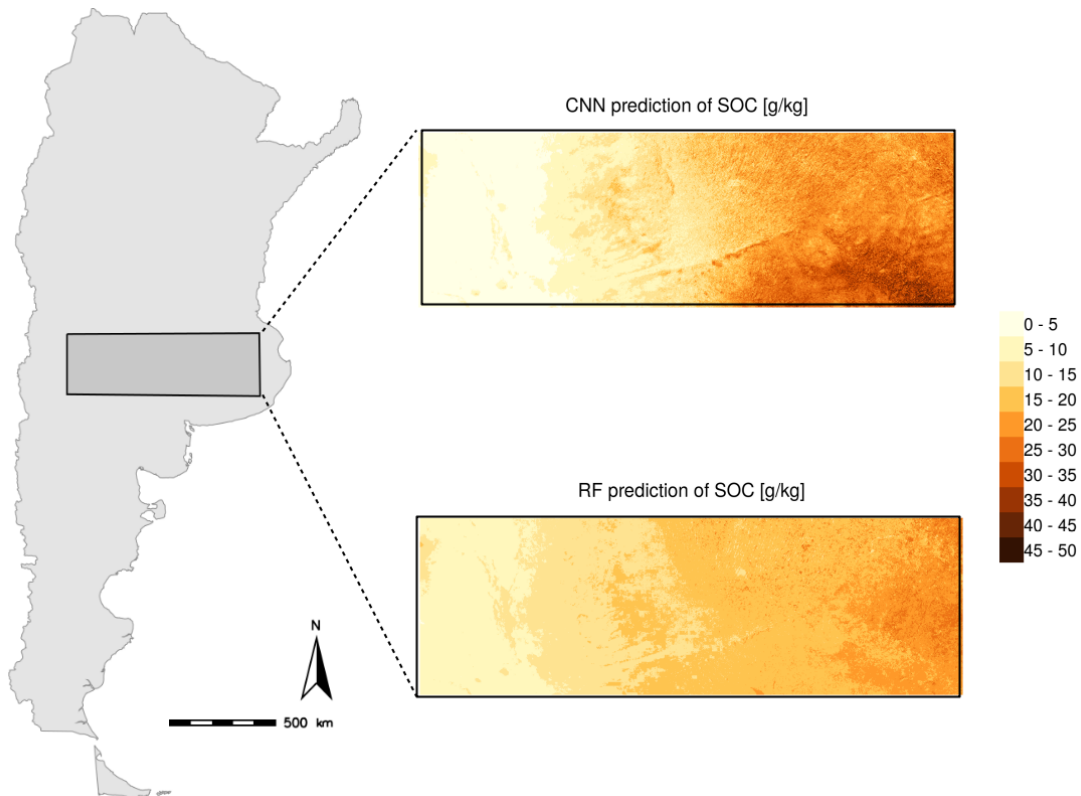 CNN prediction of SOC [g/kg]
0 - 5
5 - 10
10 - 15
15 - 20
20 - 25
25 - 30
30 - 35
35 - 40
40 - 45
45 - 50
RF prediction of SOC [g/kg]
N
500 km